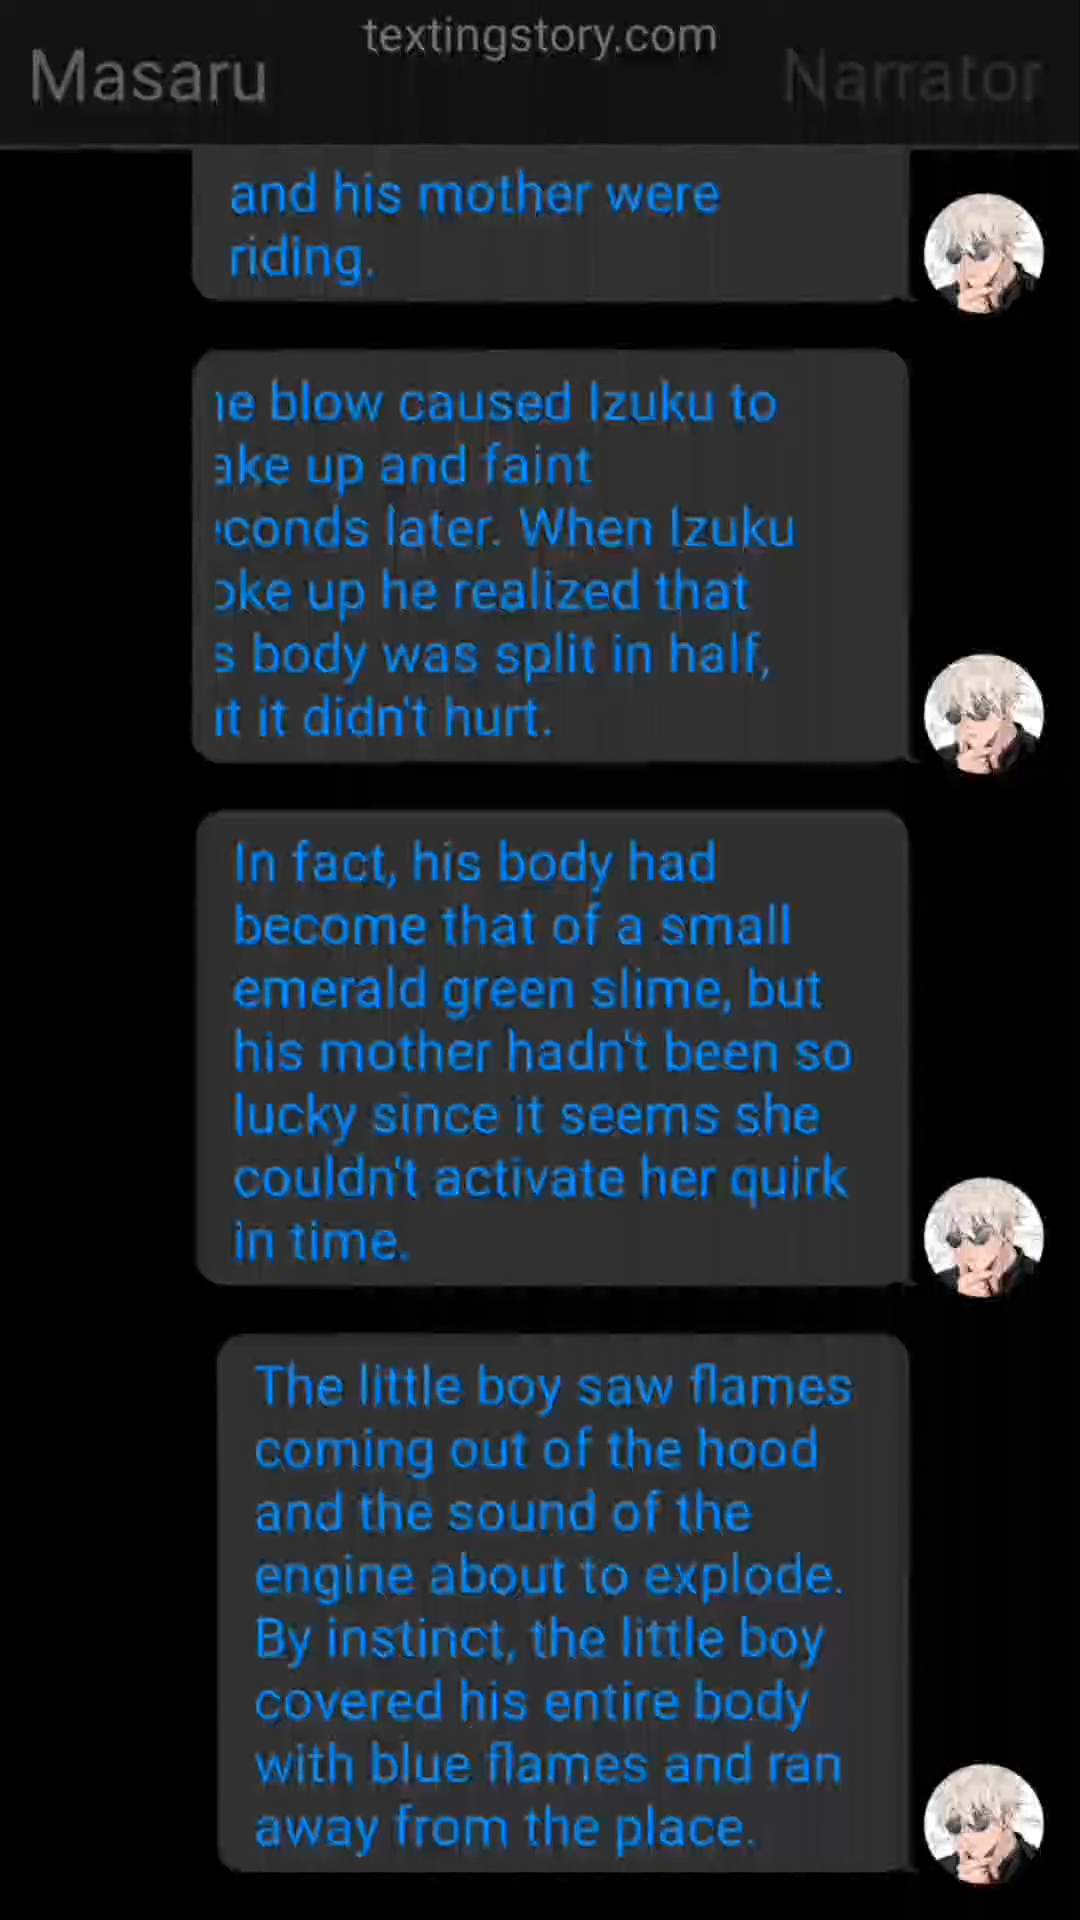 textingstory.com
Masaru
Narrator
and his mother were
riding.
he blow caused Izuku to
ake up and faint
econds later. When Izuku
oke up he realized that
s body was split in half,
ut it didn't hurt.
In fact, his body had
become that of a small
emerald green slime, but
his mother hadn't been so
lucky since it seems she
couldn't activate her quirk
in time.
The little boy saw flames
coming out of the hood
and the sound of the
engine about to explode.
By instinct, the little boy
covered his entire body
with blue flames and ran
away from the place.